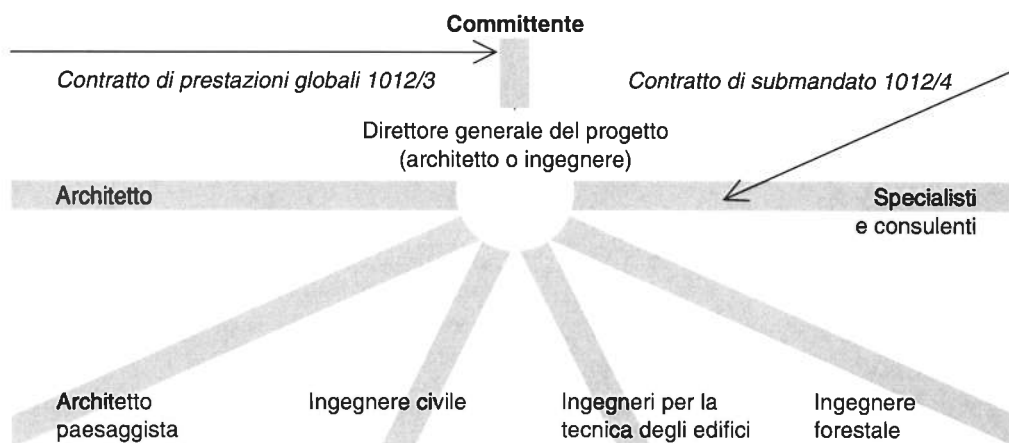 Committente
Contratto di prestazioni globali 1012/3
Contratto di submandato 1012/4
Direttore generale del progetto
(architetto o ingegnere)
Architetto
Specialisti
e consulenti
Architetto
paesaggista
Ingegnere civile
Ingegneri per la
tecnica degli edifici
Ingegnere
forestale